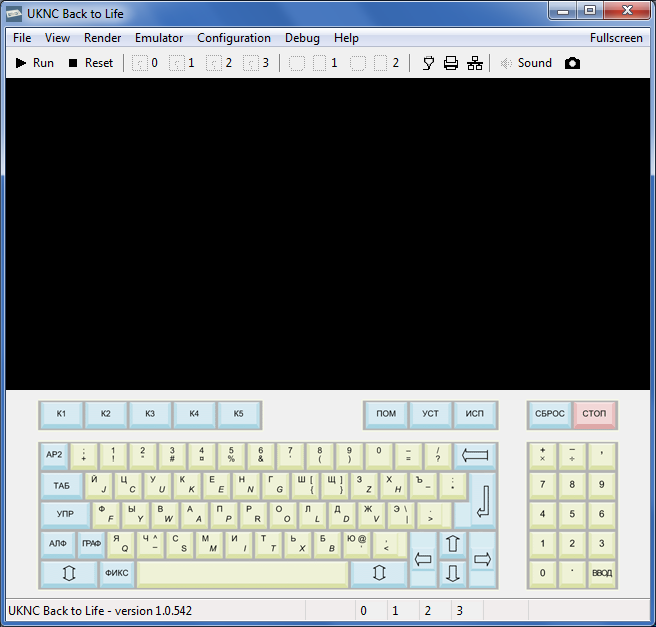 UKNC Back to Life
File View Render Emulator Configuration Debug Help Fullscreen
Run Reset 0 1 2 3 1 2 Sound
К1 К2 К3 К4 К5 ПОМ УСТ ИСП СБРОС СТОП
АР2 ; + 1 ! 2 " 3 # 4 ¤ 5 % 6 & 7 ' 8 ( 9 ) 0 - = / ? + × − ÷ ,
ТАБ Й J Ц C У U К K Е E Н N Г G Ш [ { Щ ] } З Z Х H Ъ _ : * 7 8 9
УПР Ф F Ы Y В W А A П P Р R О O Л L Д D Ж V Э \ | . > 4 5 6
АЛФ ГРАФ Я Q Ч ¬ ^ С S М M И I Т T Ь X Б B Ю @ ' , < 1 2 3
ФИКС 0 . ВВОД
UKNC Back to Life - version 1.0.542 0 1 2 3